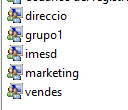 direccio
grupo1
imesd
marketing
vendes